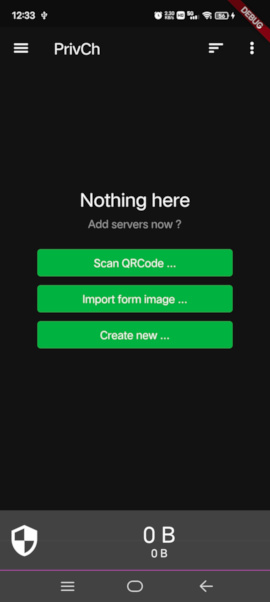 12:33
DEBUG
PrivCh
Nothing here
Add servers now ?
Scan QRCode ...
Import form image ...
Create new ...
0 B
0 B